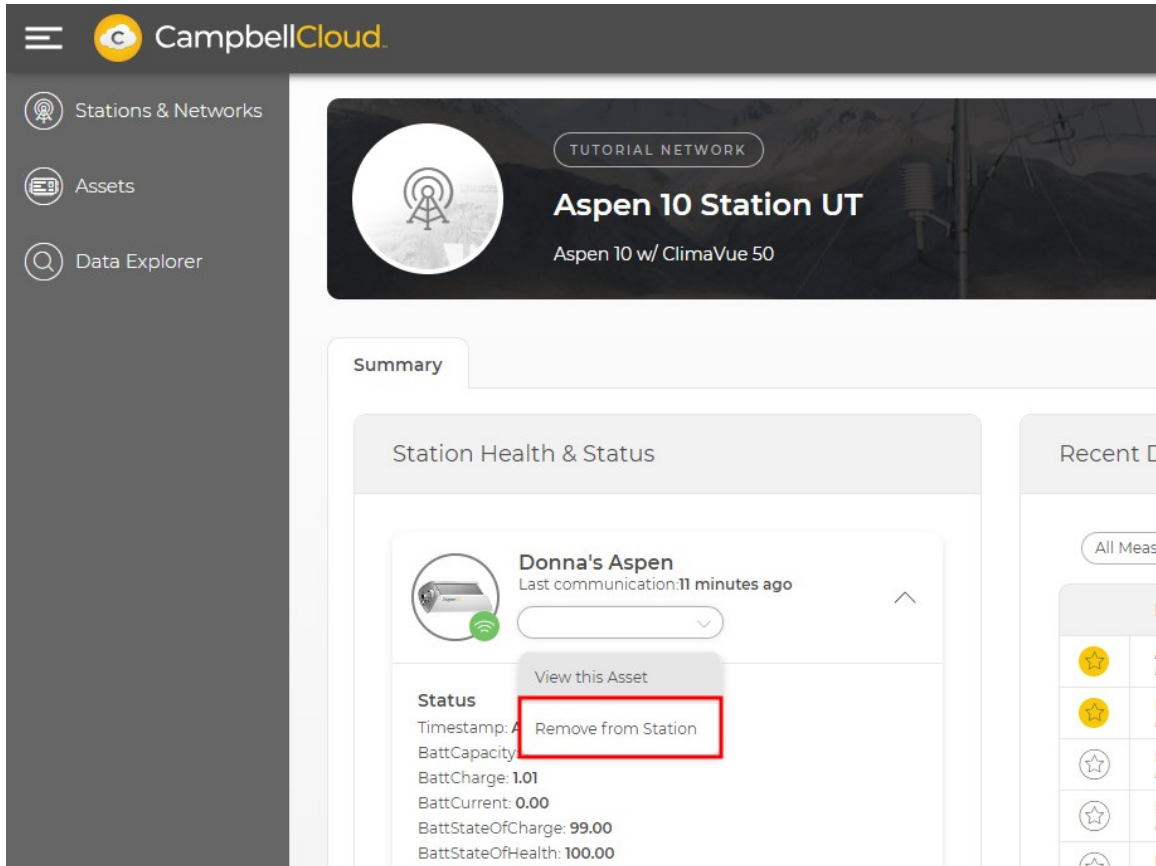 CampbellCloud
Stations & Networks
Assets
Data Explorer
TUTORIAL NETWORK
Aspen 10 Station UT
Aspen 10 w/ ClimaVue 50
Summary
Station Health & Status
Donna's Aspen
Last communication:11 minutes ago
View this Asset
Remove from Station
Status
Timestamp:
BattCapacity
BattCharge: 1.01
BattCurrent: 0.00
BattStateOfCharge: 99.00
BattStateOfHealth: 100.00
Recent
All